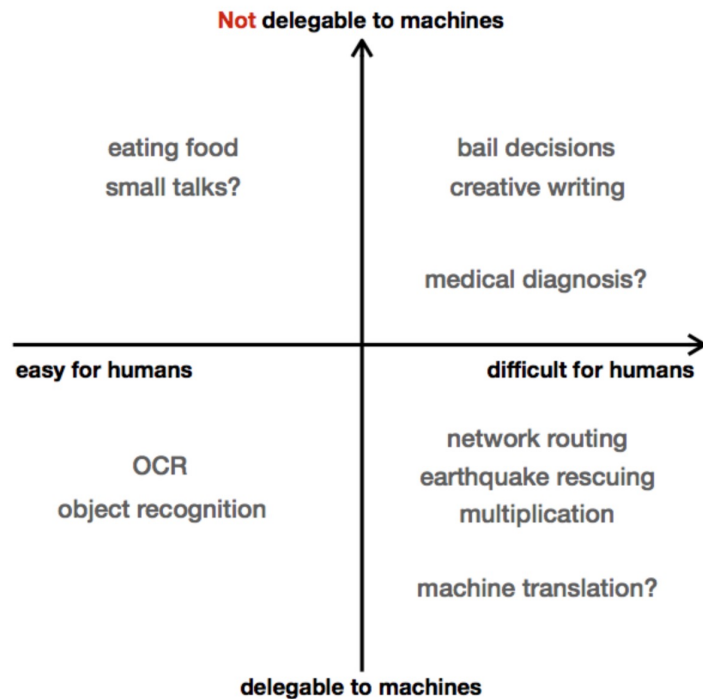 Not delegable to machines
eating food
small talks?
bail decisions
creative writing
medical diagnosis?
easy for humans
difficult for humans
OCR
object recognition
network routing
earthquake rescuing
multiplication
machine translation?
delegable to machines